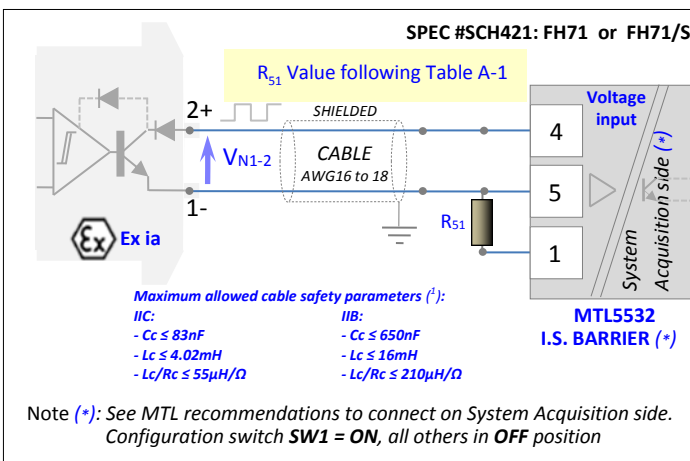 SPEC #SCH421: FH71 or FH71/S
R51 Value following Table A-1
2+
SHIELDED
Voltage
input
4
VN1-2
CABLE
AWG16 to 18
5
1-
R51
1
System
Acquisition side (*)
Ex
Ex ia
Maximum allowed cable safety parameters (1):
IIC:
- Cc ≤ 83nF
- Lc ≤ 4.02mH
- Lc/Rc ≤ 55µH/Ω
IIB:
- Cc ≤ 650nF
- Lc ≤ 16mH
- Lc/Rc ≤ 210µH/Ω
MTL5532
I.S. BARRIER (*)
Note (*): See MTL recommendations to connect on System Acquisition side.
Configuration switch SW1 = ON, all others in OFF position